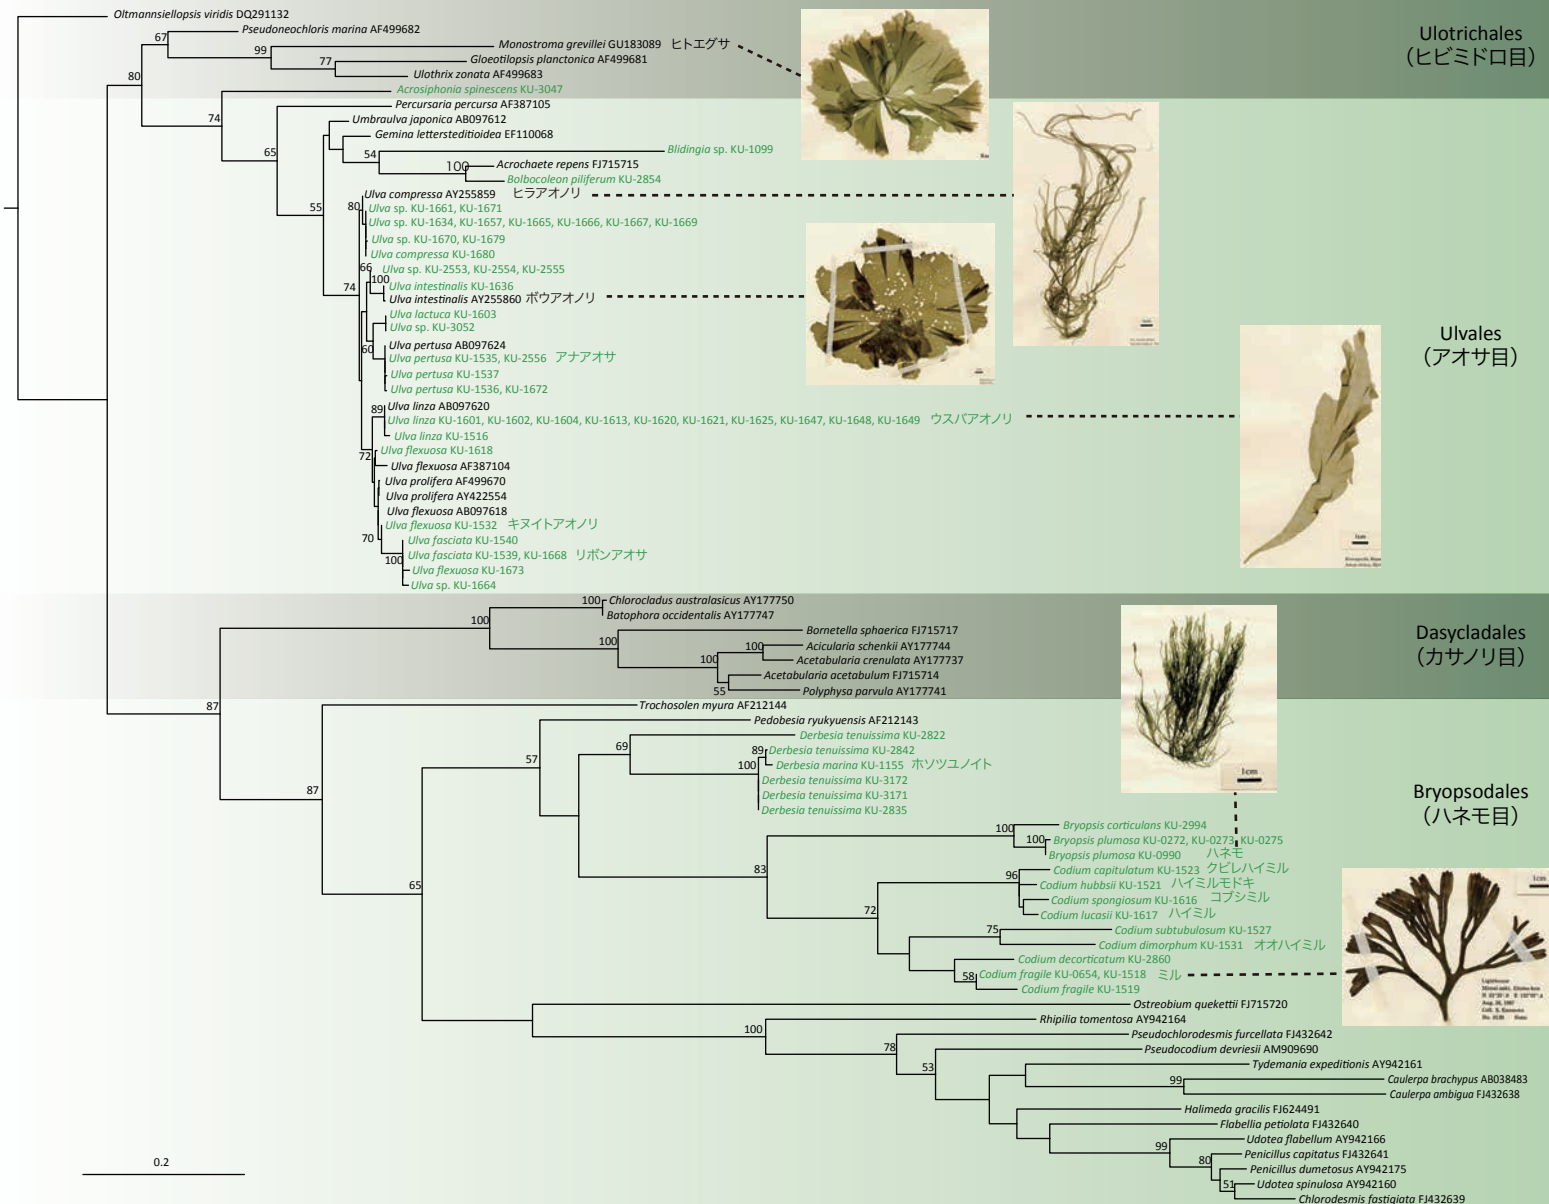 Oltmannsiellopsis viridis DQ291132
Pseudoneochloris marina AF499682
67
Monostroma grevillei GU183089 ヒトエグサ
99
Gloeotilopsis planctonica AF499681
77
Ulothrix zonata AF499683
80
Acrosiphonia spinescens KU-3047
Ulotrichales
（ヒビミドロ目）
Percursaria percursa AF387105
74
Umbraulva japonica AB097612
Gemina letterstedtioidea EF110068
65
Blidingia sp. KU-1099
54
Acrochaete repens FJ715715
100
Bolbocoleon piliferum KU-2854
Ulva compressa AY255859 ヒラアオノリ
55
80
Ulva sp. KU-1661, KU-1671
Ulva sp. KU-1634, KU-1657, KU-1665, KU-1666, KU-1667, KU-1669
Ulva sp. KU-1670, KU-1679
Ulva compressa KU-1680
66
Ulva sp. KU-2553, KU-2554, KU-2555
100
Ulva intestinalis KU-1636
74
Ulva intestinalis AY255860 ボウアオノリ
Ulva lactuca KU-1603
Ulva sp. KU-3052
60
Ulva pertusa AB097624
Ulva pertusa KU-1535, KU-2556 アナアオサ
Ulva pertusa KU-1537
Ulva pertusa KU-1536, KU-1672
Ulvales
（アオサ目）
89
Ulva linza AB097620
Ulva linza KU-1601, KU-1602, KU-1604, KU-1613, KU-1620, KU-1621, KU-1625, KU-1647, KU-1648, KU-1649 ウスバアオノリ
Ulva linza KU-1516
Ulva flexuosa KU-1618
72
Ulva flexuosa AF387104
Ulva prolifera AF499670
Ulva prolifera AY422554
Ulva flexuosa AB097618
Ulva flexuosa KU-1532 キヌイトアオノリ
70
Ulva fasciata KU-1540
Ulva fasciata KU-1539, KU-1668 リボンアオサ
100
Ulva flexuosa KU-1673
Ulva sp. KU-1664
1cm
100
Chlorocladus australasicus AY177750
Batophora occidentalis AY177747
100
Bornetella sphaerica FJ715717
100
Acicularia schenkii AY177744
100
Acetabularia crenulata AY177737
100
Acetabularia acetabulum FJ715714
55
Polyphysa parvula AY177741
Dasycladales
（カサノリ目）
87
Trochosolen myura AF212144
Pedobesia ryukyuensis AF212143
Derbesia tenuissima KU-2822
69
57
89
Derbesia tenuissima KU-2842
100
Derbesia marina KU-1155 ホソツユノイト
Derbesia tenuissima KU-3172
Derbesia tenuissima KU-3171
Derbesia tenuissima KU-2835
1cm
87
Bryopsodales
（ハネモ目）
Bryopsis corticulans KU-2994
100
Bryopsis plumosa KU-0272, KU-0273, KU-0275
100
Bryopsis plumosa KU-0990 ハネモ
83
Codium capitulatum KU-1523 クビレハイミル
96
Codium hubbsii KU-1521 ハイミルモドキ
Codium spongiosum KU-1616 コブシミル
Codium lucasii KU-1617 ハイミル
65
72
Codium subtubulosum KU-1527
75
Codium dimorphum KU-1531 オオハイミル
Codium decorticatum KU-2860
58
Codium fragile KU-0654, KU-1518 ミル
Codium fragile KU-1519
1cm
Ostreobium quekettii FJ715720
Rhipilia tomentosa AY942164
100
Pseudochlorodesmis furcellata FJ432642
78
Pseudocodium devriesii AM909690
53
Tydemania expeditionis AY942161
99
Caulerpa brachypus AB038483
Caulerpa ambigua FJ432638
Halimeda gracilis FJ624491
Flabellia petiolata FJ432640
99
Udotea flabellum AY942166
80
Penicillus capitatus FJ432641
Penicillus dumetosus AY942175
51
Udotea spinulosa AY942160
Chlorodesmis fastigiata FJ432639
0.2